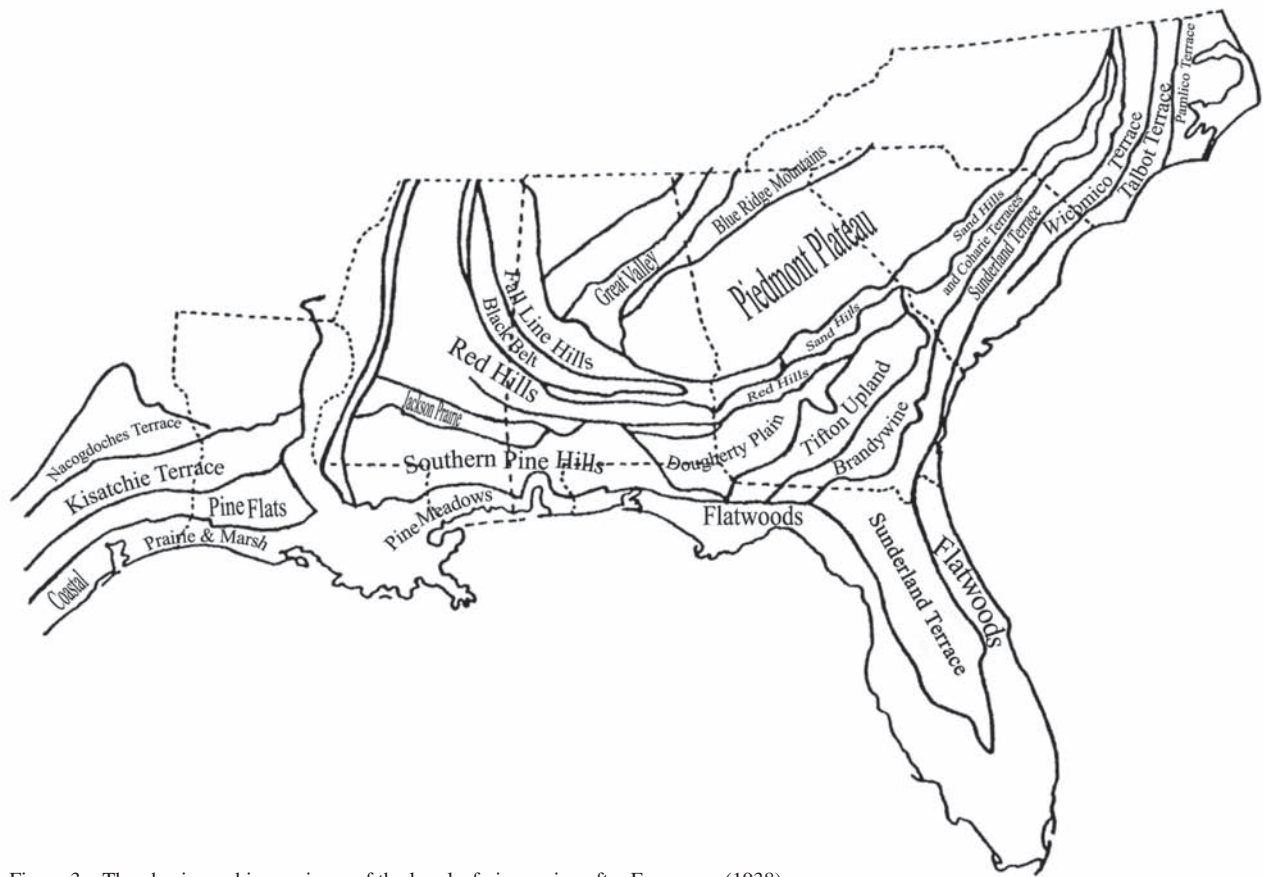 Pamlico Terrace
Talbot Terrace
Wicomico Terrace
Sand Hills
and Coharie Terraces
Sunderland Terrace
Blue Ridge Mountains
Great Valley
Piedmont Plateau
Fall Line Hills
Black Belt
Red Hills
Sand Hills
Red Hills
Jackson Prairie
Nacogdoches Terrace
Kisatchie Terrace
Southern Pine Hills
Dougherty Plain
Tifton Upland
Brandywine
Pine Flats
Pine Meadows
Flatwoods
Prairie & Marsh
Coastal
Sunderland Terrace
Flatwoods
Figure 3